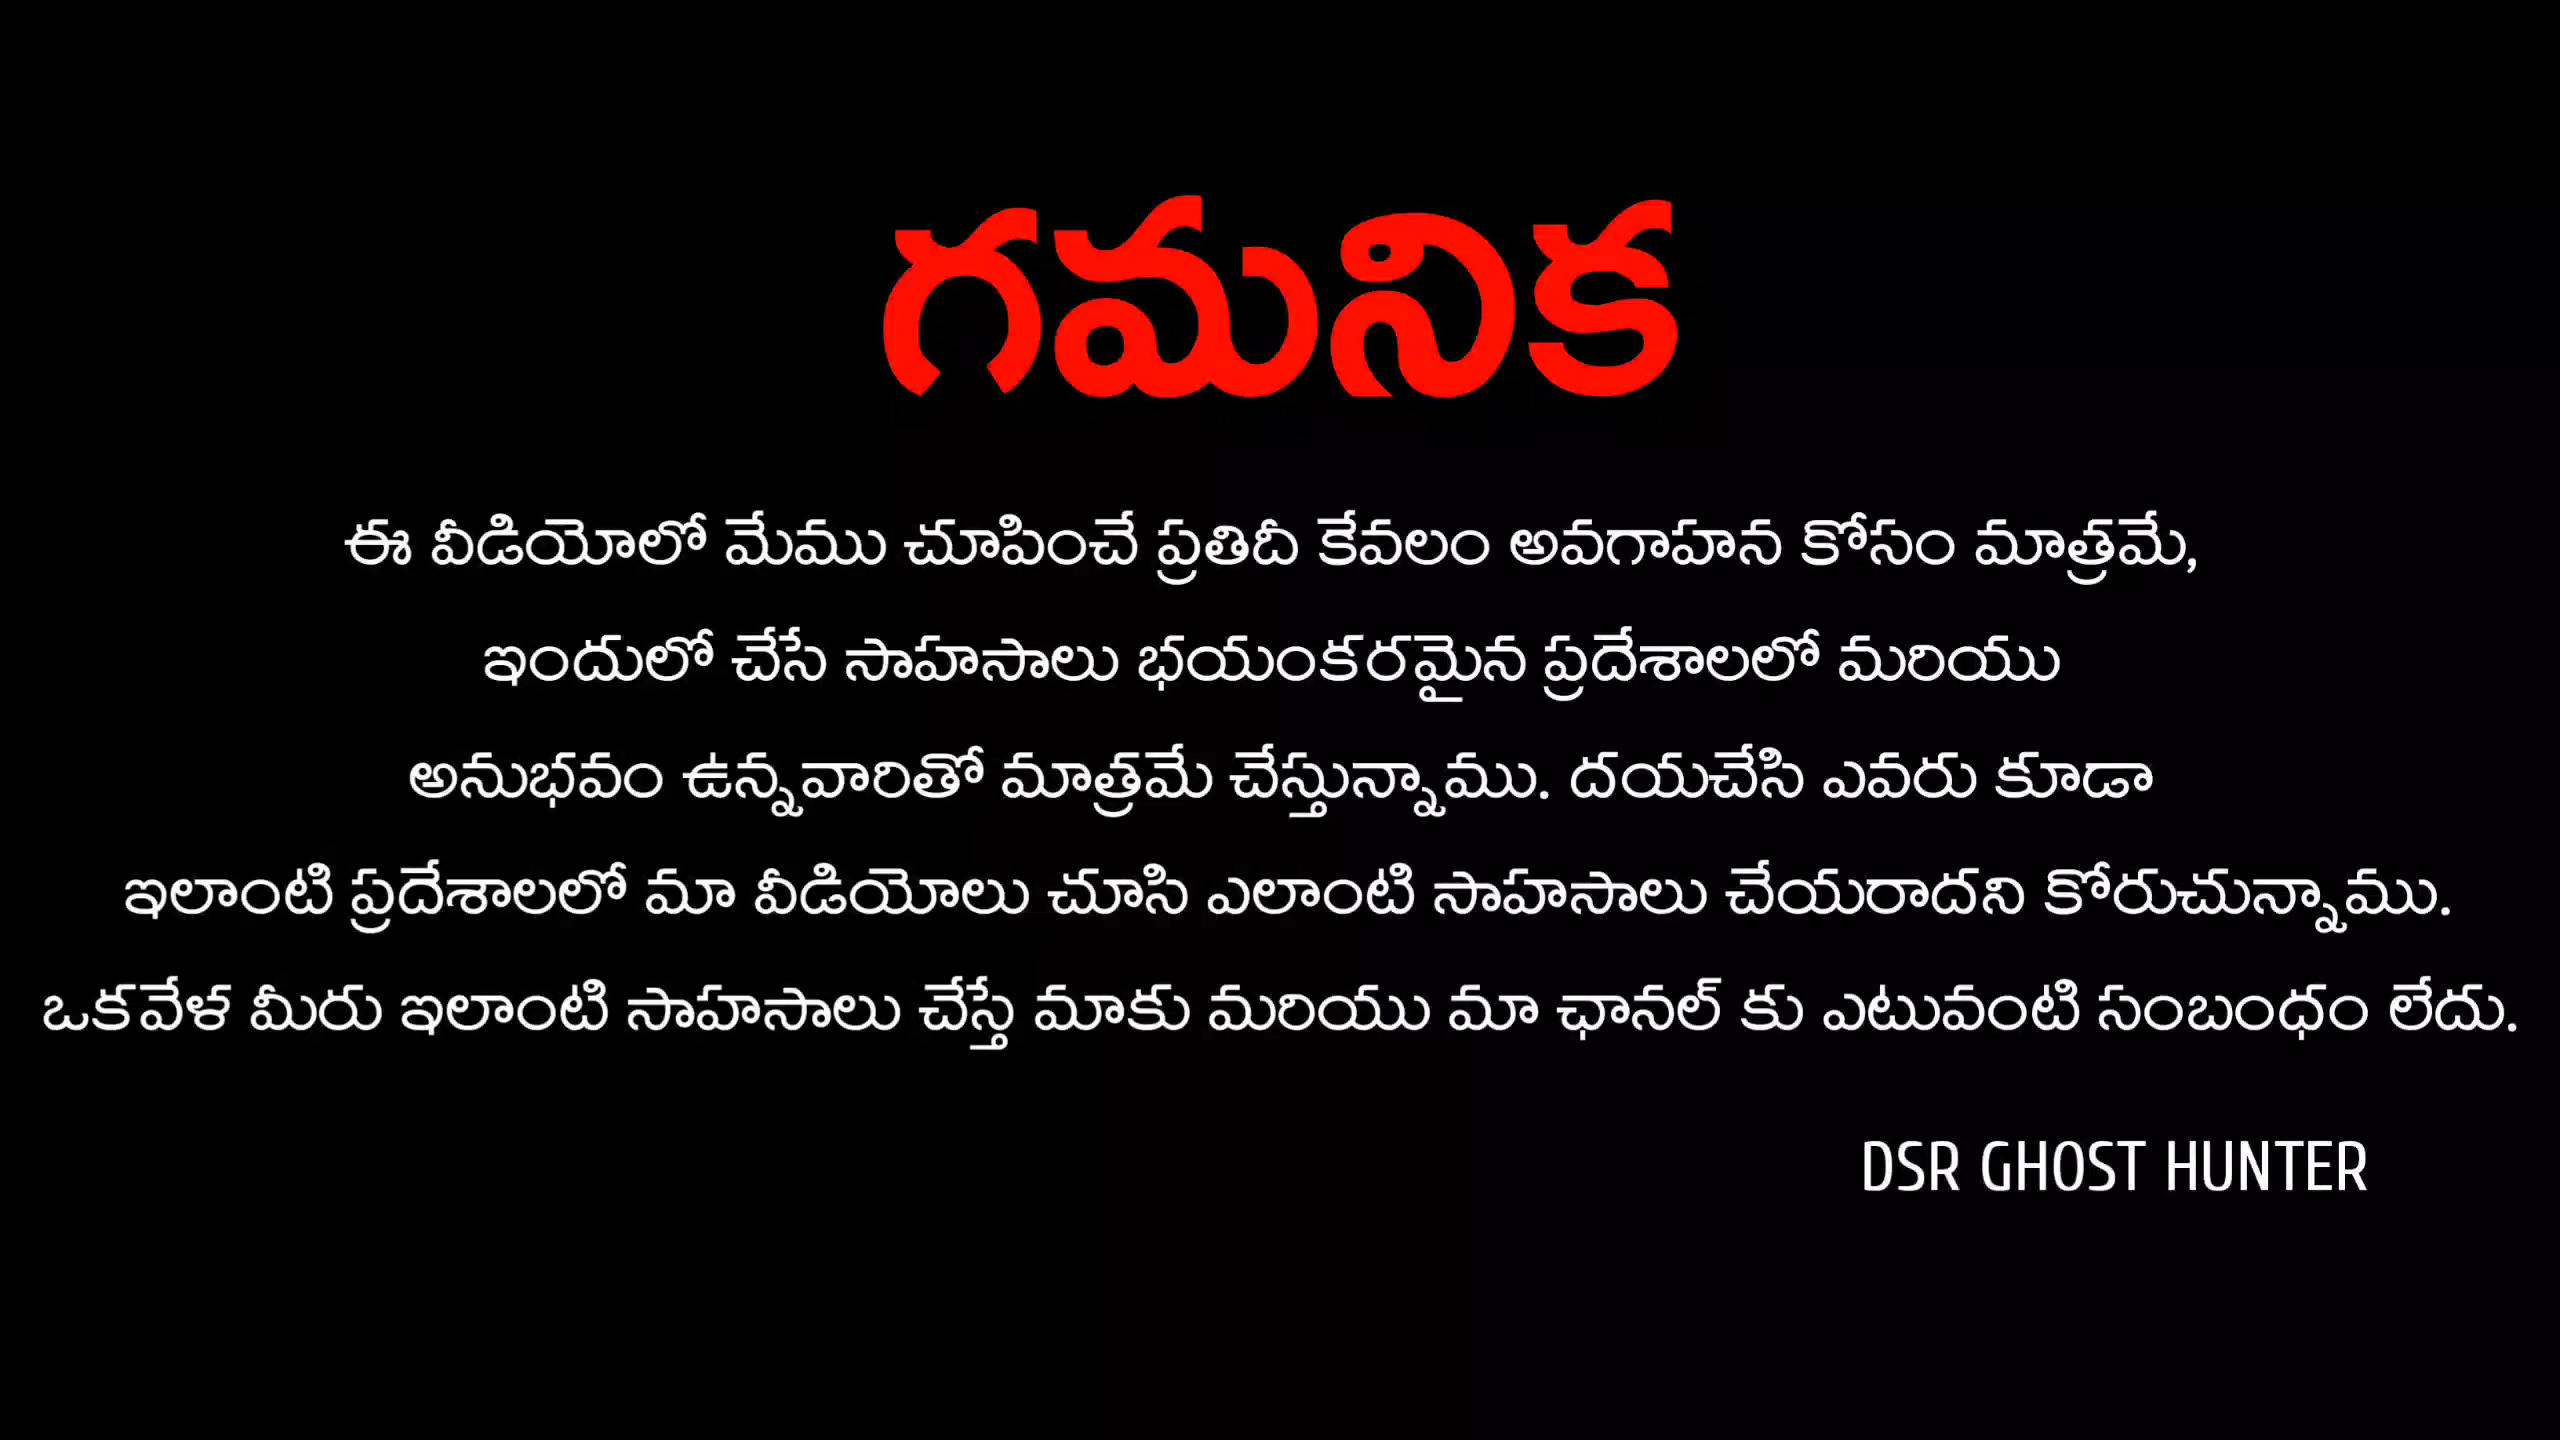 గమనిక
ఈ వీడియోలో మేము చూపించే ప్రతిదీ కేవలం అవగాహన కోసం మాత్రమే,
ఇందులో చేసే సాహసాలు భయంకరమైన ప్రదేశాలలో మరియు
అనుభవం ఉన్నవారితో మాత్రమే చేస్తున్నాము. దయచేసి ఎవరు కూడా
ఇలాంటి ప్రదేశాలలో మా వీడియోలు చూసి ఎలాంటి సాహసాలు చేయరాదని కోరుచున్నాము.
ఒకవేళ మీరు ఇలాంటి సాహసాలు చేస్తే మాకు మరియు మా ఛానల్ కు ఎటువంటి సంబంధం లేదు.
DSR GHOST HUNTER